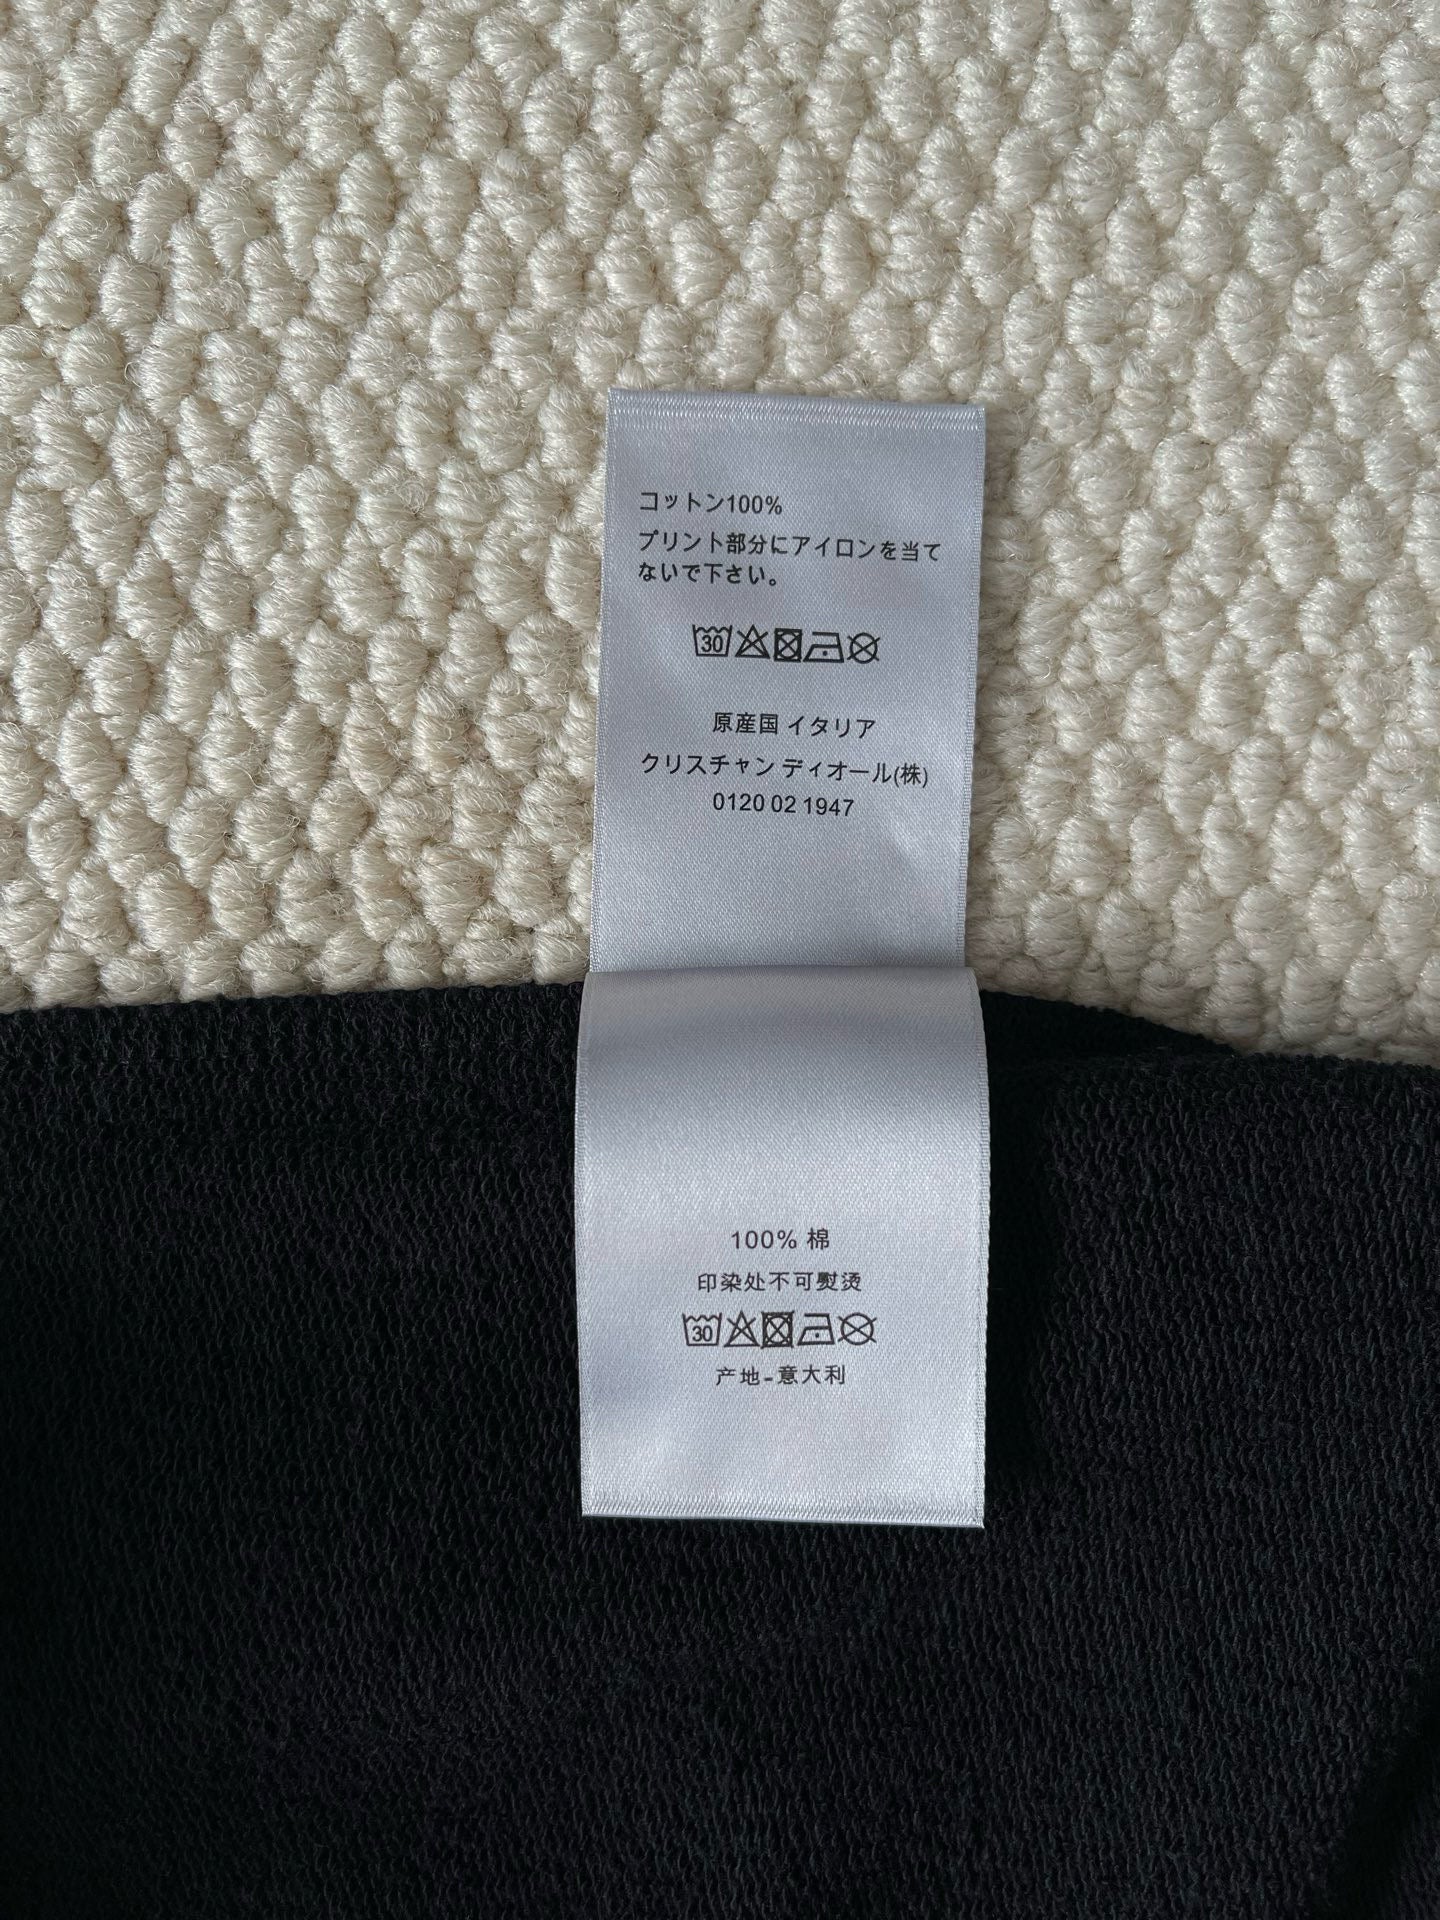 コットン100%
プリント部分にアイロンを当て
ないで下さい。
30
原産国 イタリア
クリスチャン ディオール(株)
0120 02 1947
100% 棉
印染处不可熨烫
30
产地-意大利